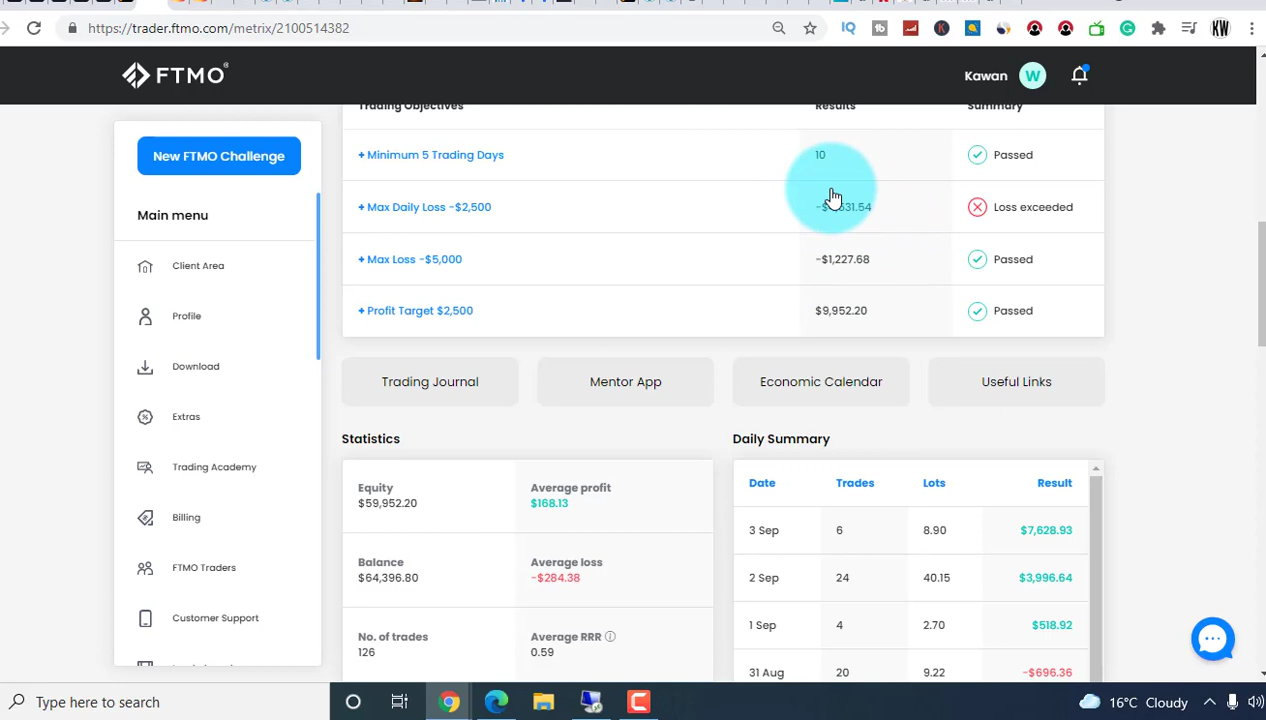 https://trader.ftmo.com/metrix/2100514382
KW
FTMO®
Kawan
W
New FTMO Challenge
Main menu
Client Area
Profile
Download
Extras
Trading Academy
Billing
FTMO Traders
Customer Support
Trading Objectives Results Summary
+ Minimum 5 Trading Days 10 Passed
+ Max Daily Loss -$2,500 Loss exceeded
+ Max Loss -$5,000 -$1,227.68 Passed
+ Profit Target $2,500 $9,952.20 Passed
Trading Journal Mentor App Economic Calendar Useful Links
Statistics
Equity Average profit
$59,952.20 $168.13
Balance Average loss
$64,396.80 -$284.38
No. of trades Average RRR
126 0.59
Daily Summary
Date Trades Lots Result
3 Sep 6 8.90 $7,628.93
2 Sep 24 40.15 $3,996.64
1 Sep 4 2.70 $518.92
31 Aug 20 9.22 -$696.36
Type here to search
16°C Cloudy